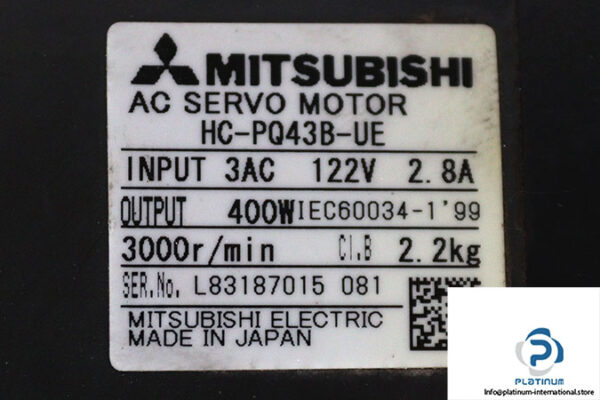 MITSUBISHI
AC SERVO MOTOR
HC-PQ43B-UE
INPUT 3AC 122V 2.8A
OUTPUT 400W IEC60034-1'99
3000r/min CI.B 2.2kg
SER.No. L83187015 081
MITSUBISHI ELECTRIC
MADE IN JAPAN
PLATINUM
Info@platinum-international.store